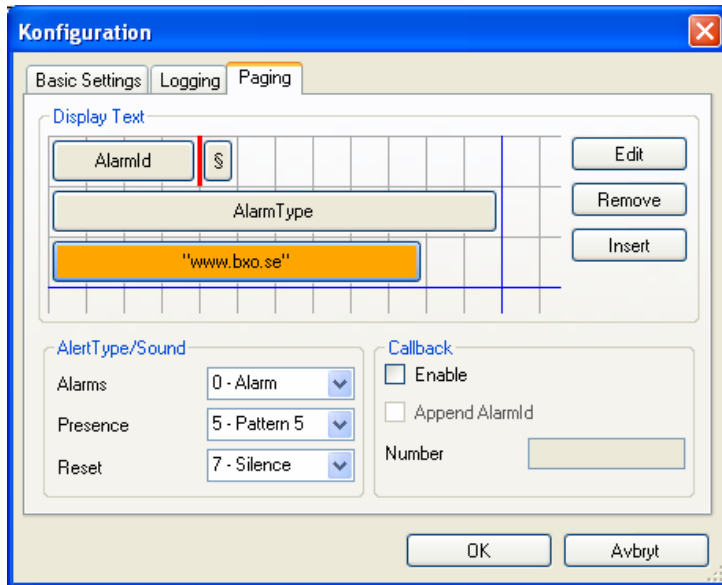 Konfiguration
Basic Settings Logging Paging
Display Text
AlarmId § Edit
AlarmType Remove
"www.bxo.se" Insert
AlertType/Sound
Alarms 0 - Alarm
Presence 5 - Pattern 5
Reset 7 - Silence
Callback
Enable
Append AlarmId
Number
OK Avbryt